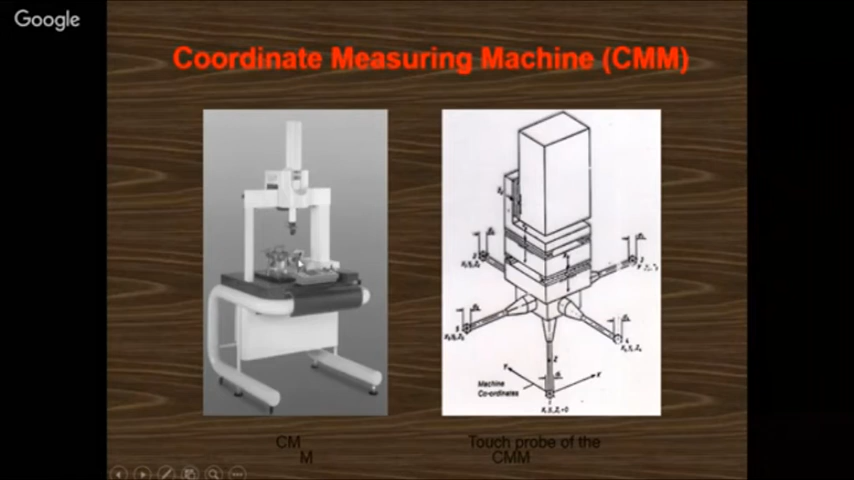 Google
Coordinate Measuring Machine (CMM)
Machine
Co-ordinates
Y
X
Z
CM
M
Touch probe of the
CMM